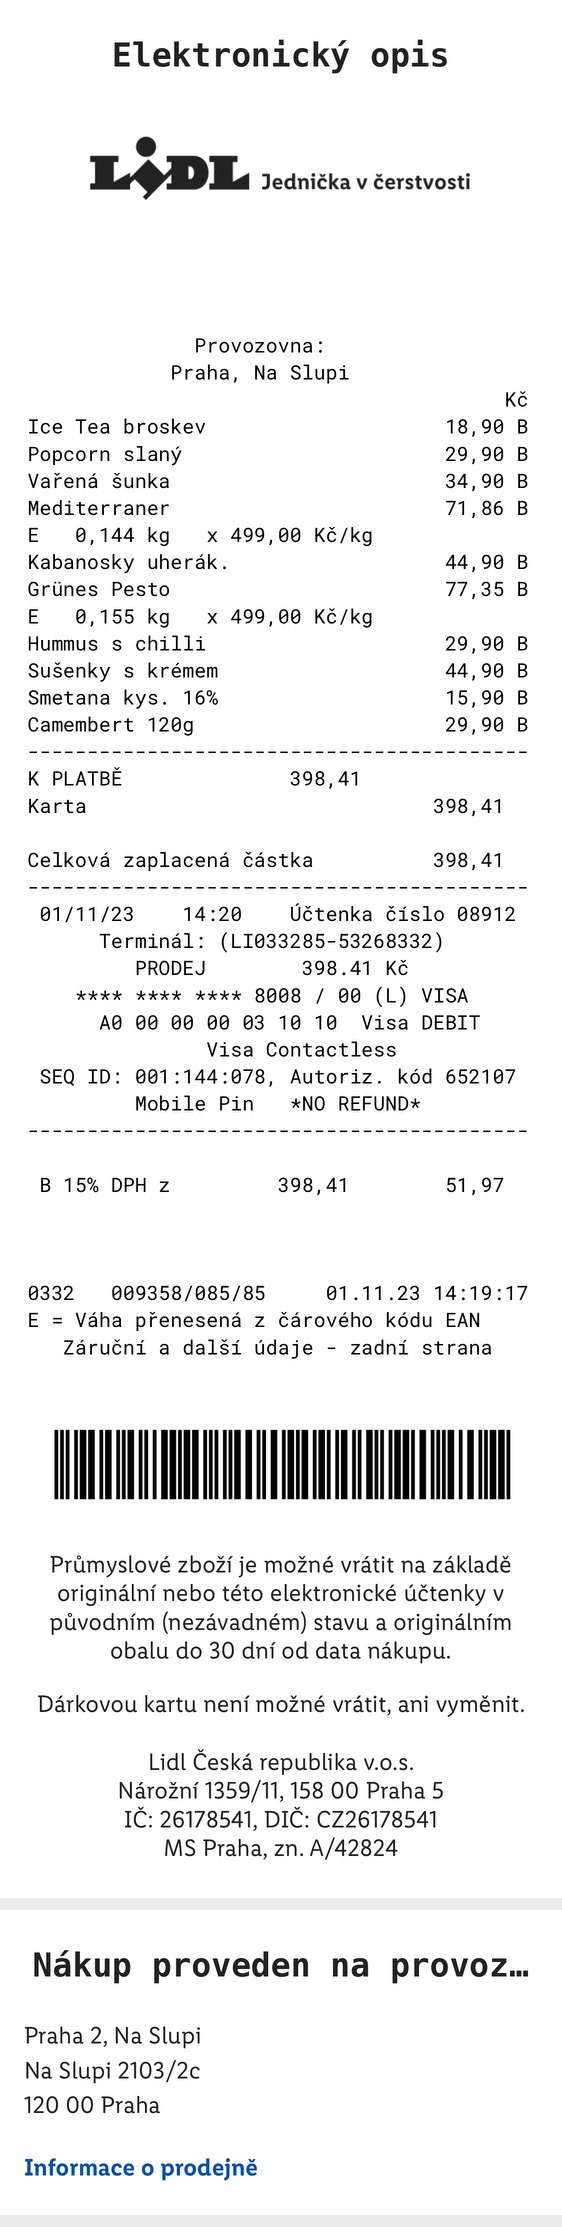 Elektronický opis
LiDL Jednička v čerstvosti
Provozovna:
Praha, Na Slupi
Kč
Ice Tea broskev 18,90 B
Popcorn slaný 29,90 B
Vařená šunka 34,90 B
Mediterraner 71,86 B
E 0,144 kg x 499,00 Kč/kg
Kabanosky uherák. 44,90 B
Grünes Pesto 77,35 B
E 0,155 kg x 499,00 Kč/kg
Hummus s chilli 29,90 B
Sušenky s krémem 44,90 B
Smetana kys. 16% 15,90 B
Camembert 120g 29,90 B
------------------------------------------
K PLATBĚ 398,41
Karta 398,41
Celková zaplacená částka 398,41
------------------------------------------
01/11/23 14:20 Účtenka číslo 08912
Terminál: (LI033285-53268332)
PRODEJ 398.41 Kč
**** **** **** 8008 / 00 (L) VISA
A0 00 00 00 03 10 10 Visa DEBIT
Visa Contactless
SEQ ID: 001:144:078, Autoriz. kód 652107
Mobile Pin *NO REFUND*
------------------------------------------
B 15% DPH z 398,41 51,97
0332 009358/085/85 01.11.23 14:19:17
E = Váha přenesená z čárového kódu EAN
Záruční a další údaje - zadní strana
Průmyslové zboží je možné vrátit na základě
originální nebo této elektronické účtenky v
původním (nezávadném) stavu a originálním
obalu do 30 dní od data nákupu.
Dárkovou kartu není možné vrátit, ani vyměnit.
Lidl Česká republika v.o.s.
Nárožní 1359/11, 158 00 Praha 5
IČ: 26178541, DIČ: CZ26178541
MS Praha, zn. A/42824
Nákup proveden na provoz…
Praha 2, Na Slupi
Na Slupi 2103/2c
120 00 Praha
Informace o prodejně